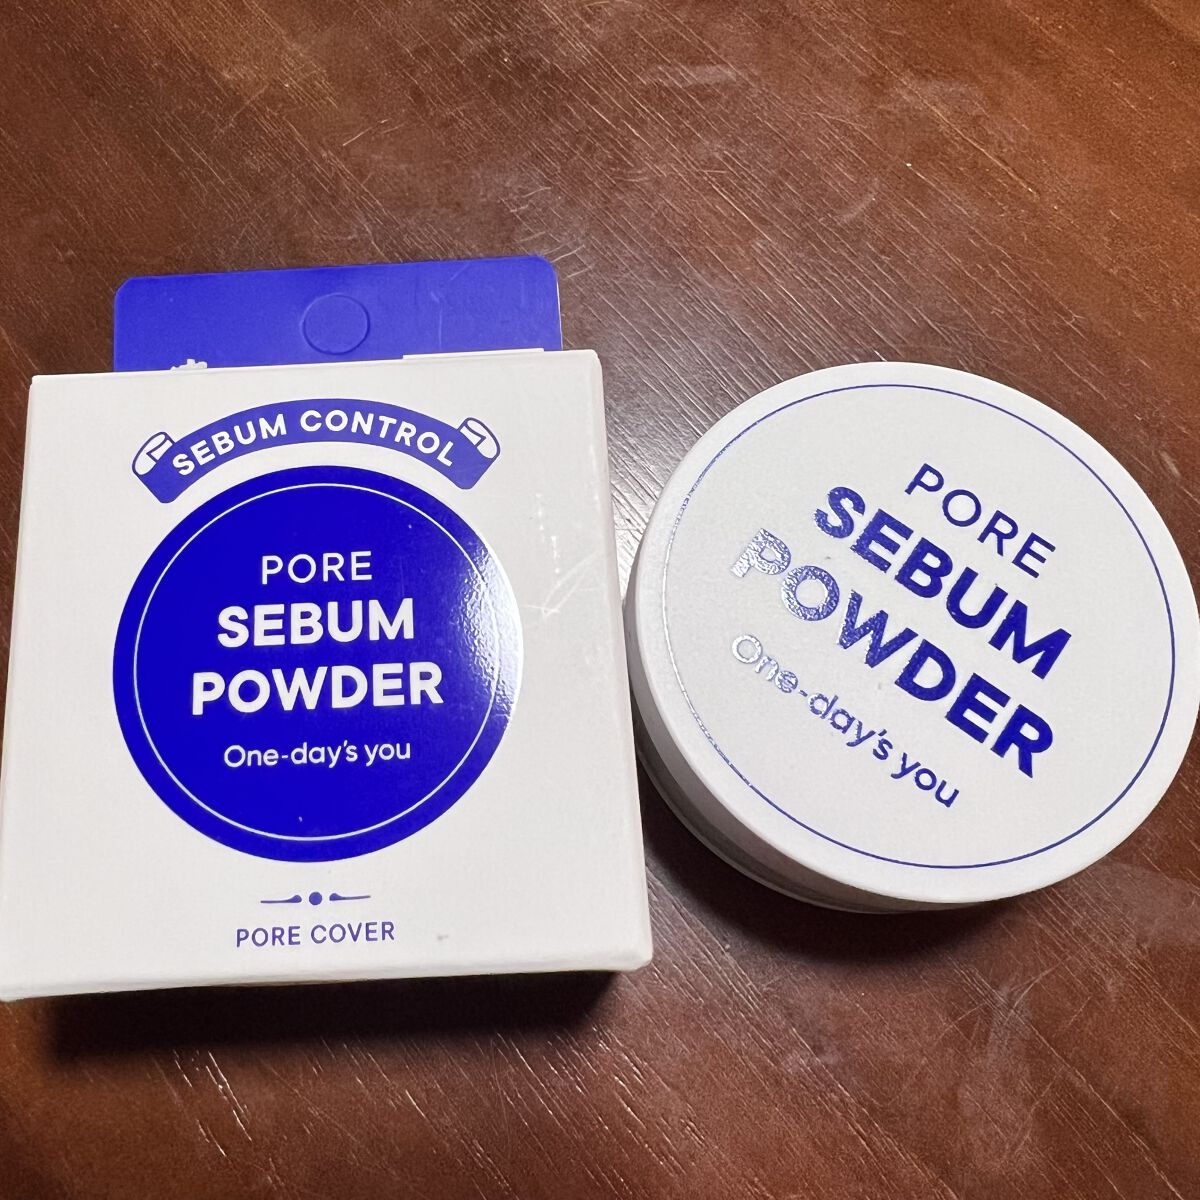 SEBUM CONTROL
PORE
SEBUM
POWDER
One-day's you
PORE COVER
PORE
SEBUM
POWDER
One-day's you